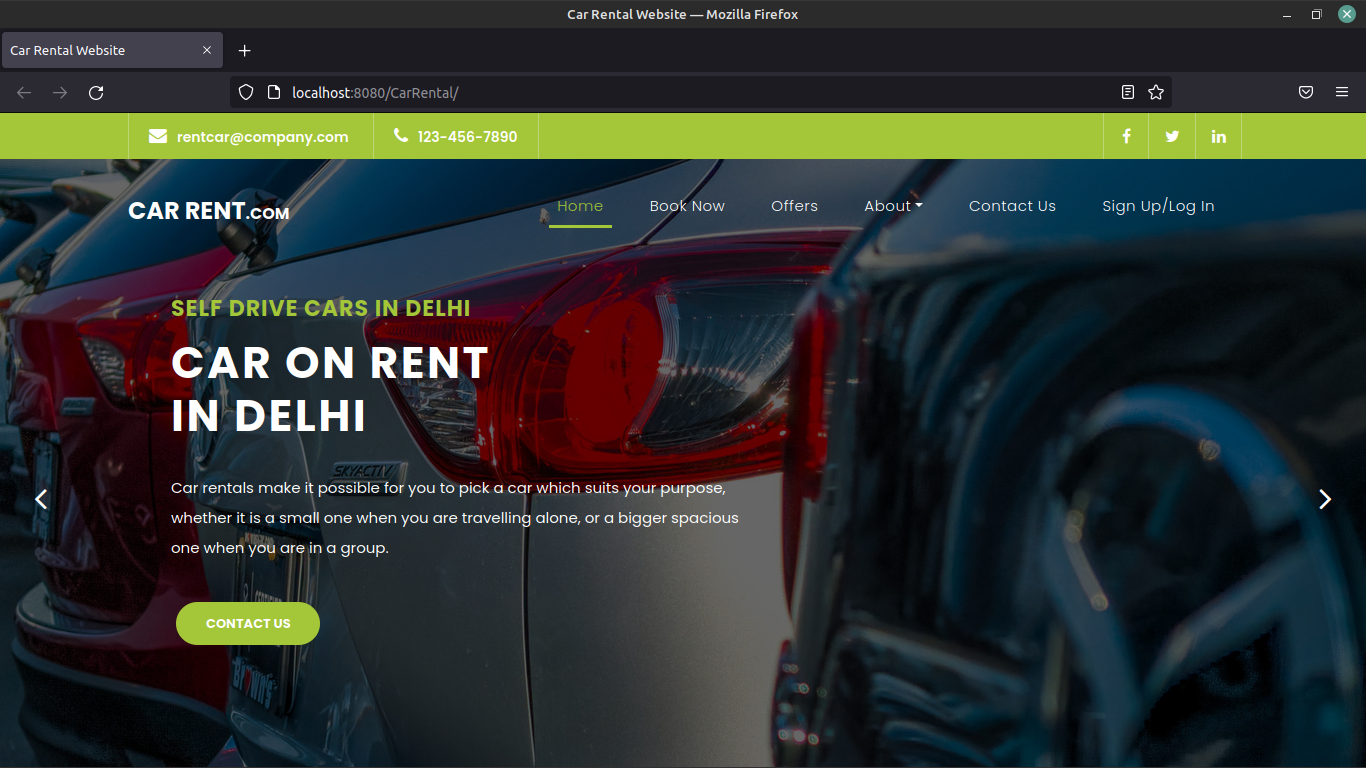 Car Rental Website — Mozilla Firefox
Car Rental Website
localhost:8080/CarRental/
rentcar@company.com 123-456-7890
CAR RENT.COM
Home Book Now Offers About Contact Us Sign Up/Log In
SELF DRIVE CARS IN DELHI
CAR ON RENT
IN DELHI
SKYACTIV
Car rentals make it possible for you to pick a car which suits your purpose,
whether it is a small one when you are travelling alone, or a bigger spacious
one when you are in a group.
CONTACT US
Brown's